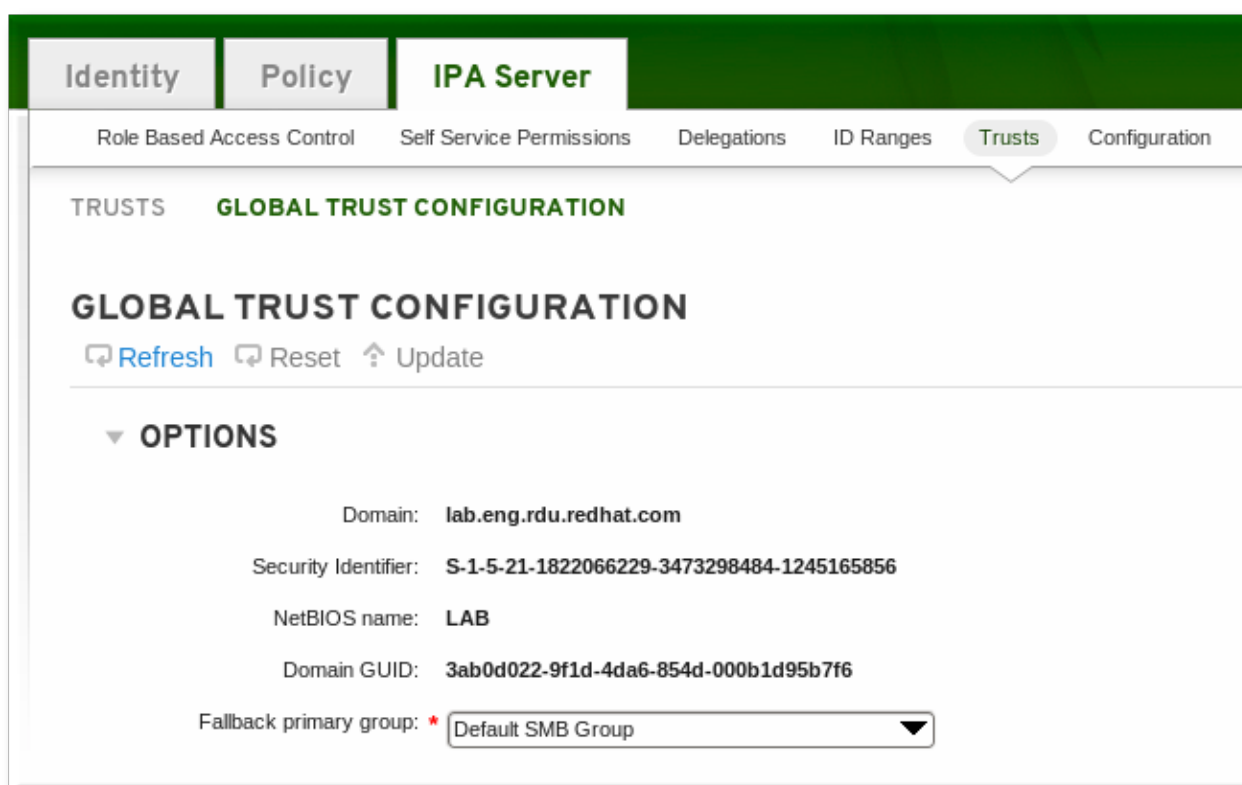 Identity Policy IPA Server
Role Based Access Control Self Service Permissions Delegations ID Ranges Trusts Configuration
TRUSTS GLOBAL TRUST CONFIGURATION
GLOBAL TRUST CONFIGURATION
Refresh Reset Update
OPTIONS
Domain: lab.eng.rdu.redhat.com
Security Identifier: S-1-5-21-1822066229-3473298484-1245165856
NetBIOS name: LAB
Domain GUID: 3ab0d022-9f1d-4da6-854d-000b1d95b7f6
Fallback primary group: * Default SMB Group